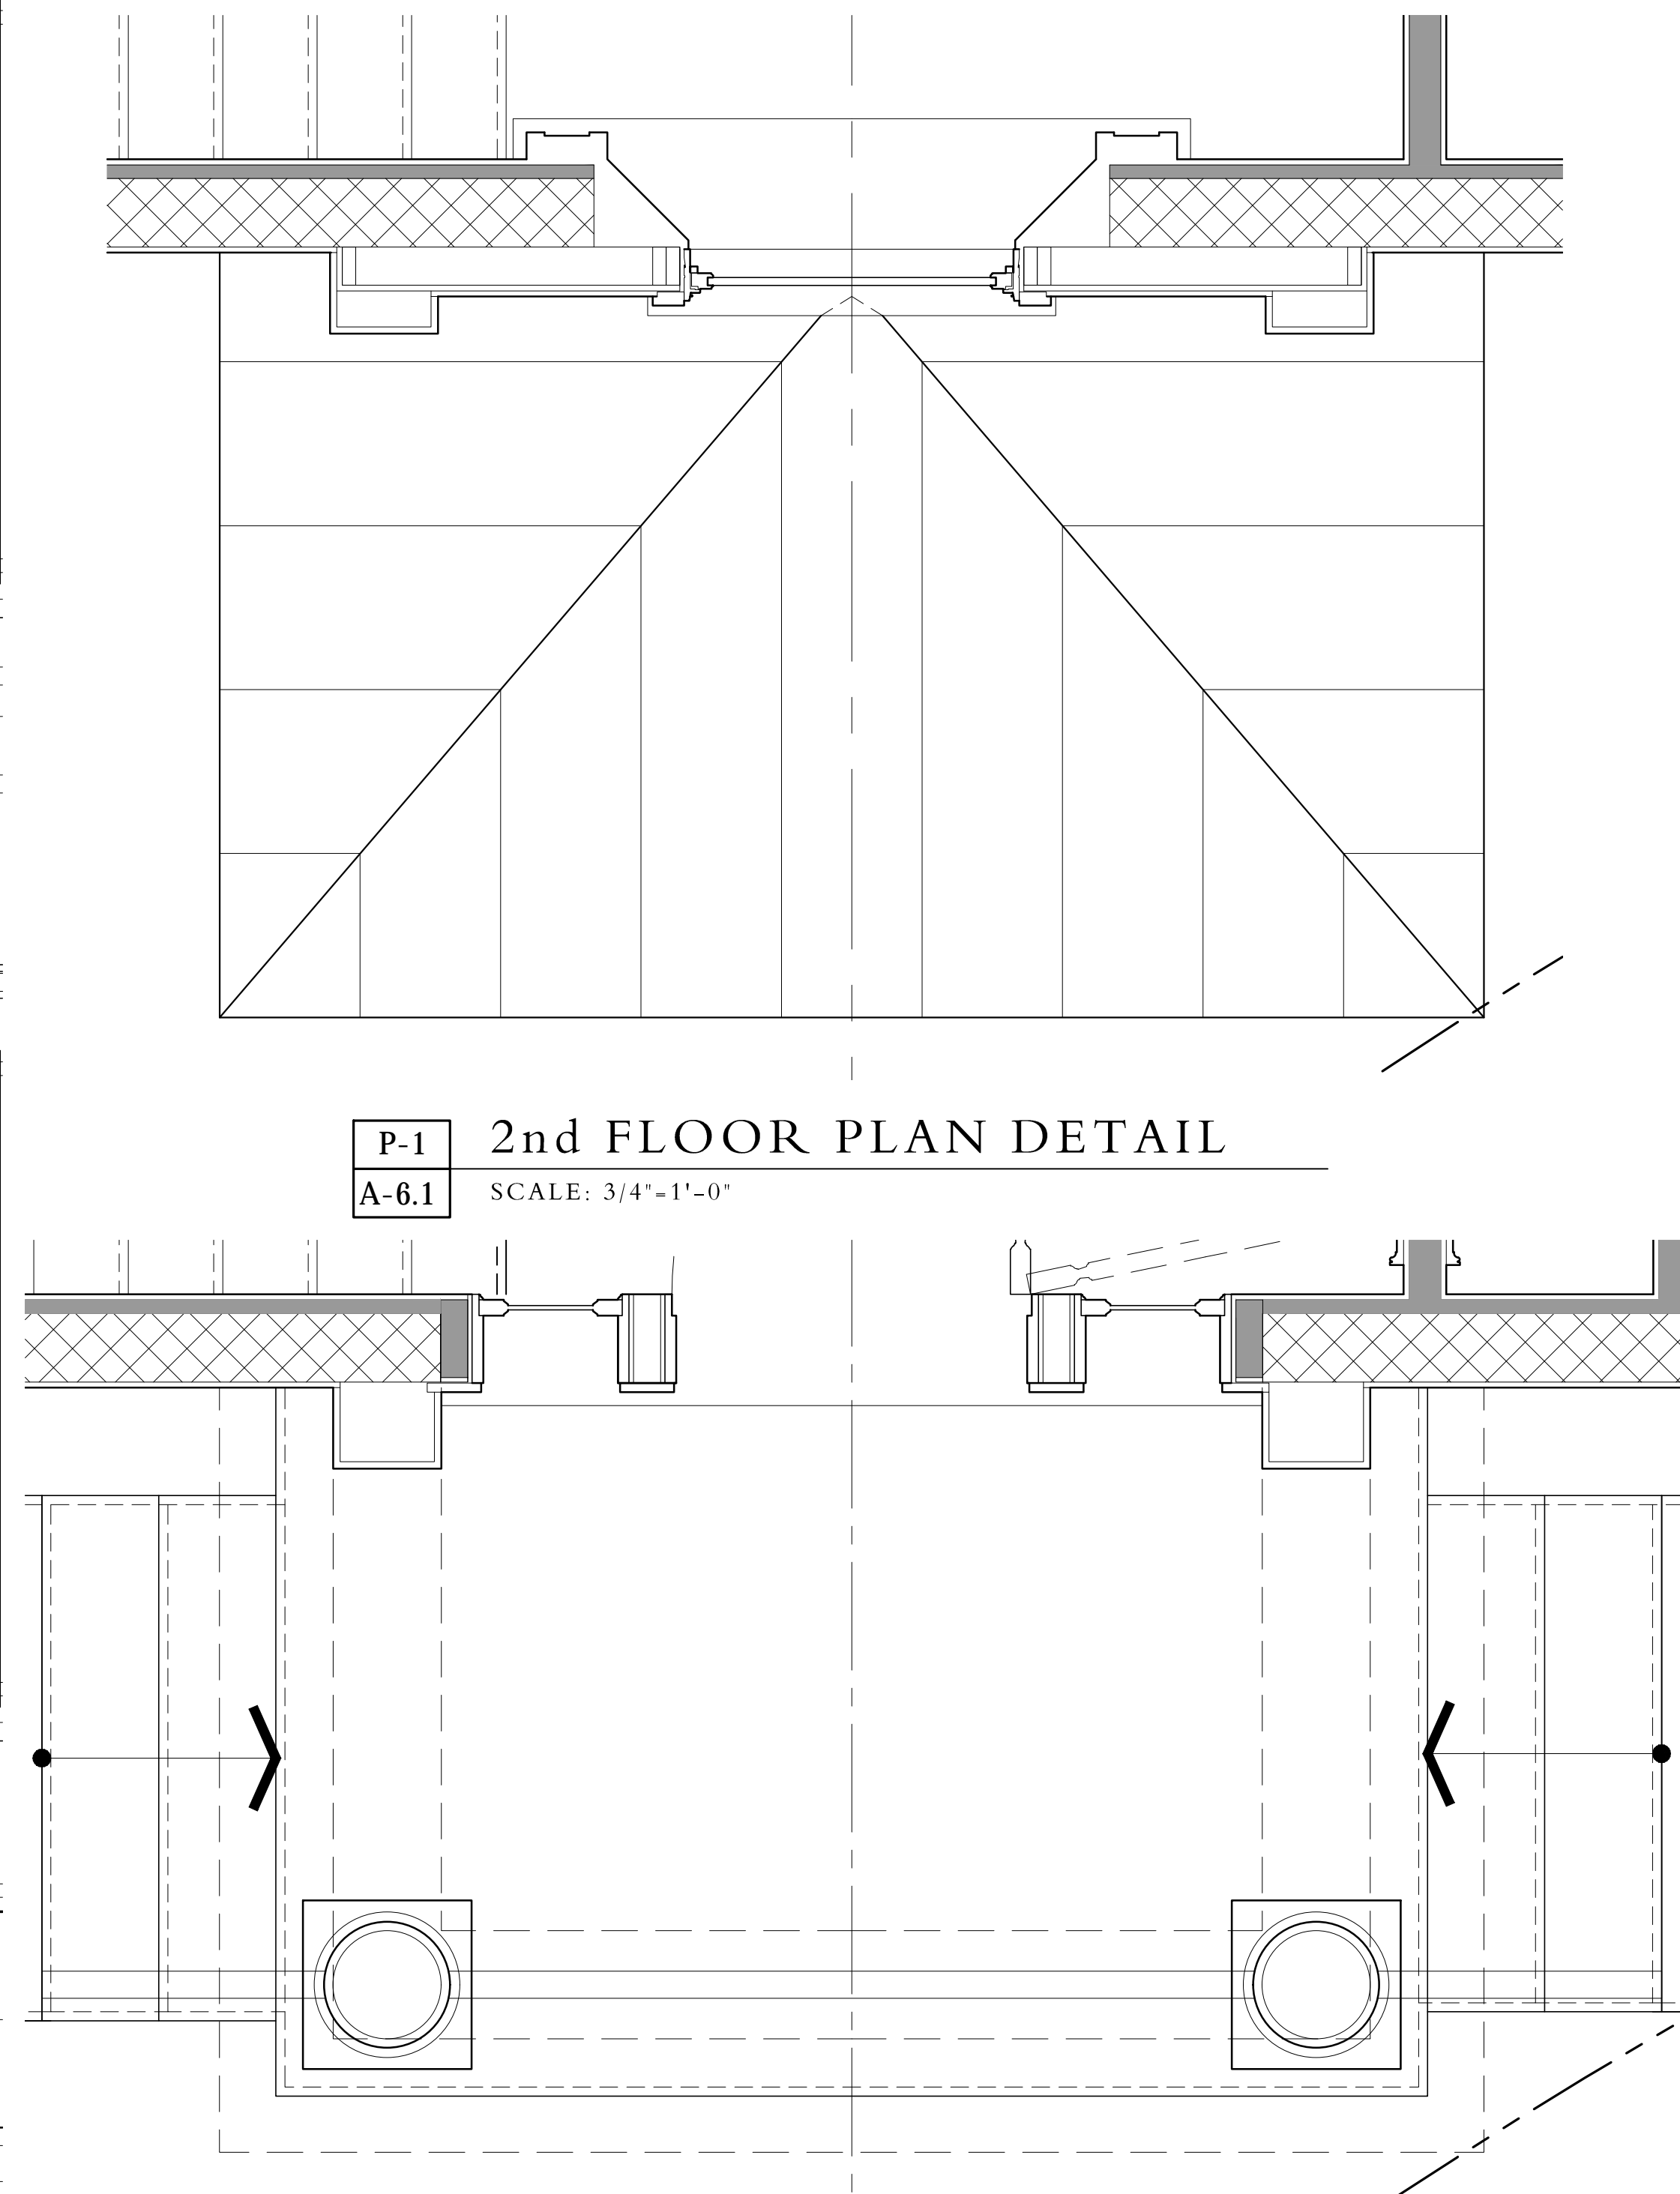 P-1
2nd FLOOR PLAN DETAIL
A-6.1
SCALE: 3/4"=1'-0"